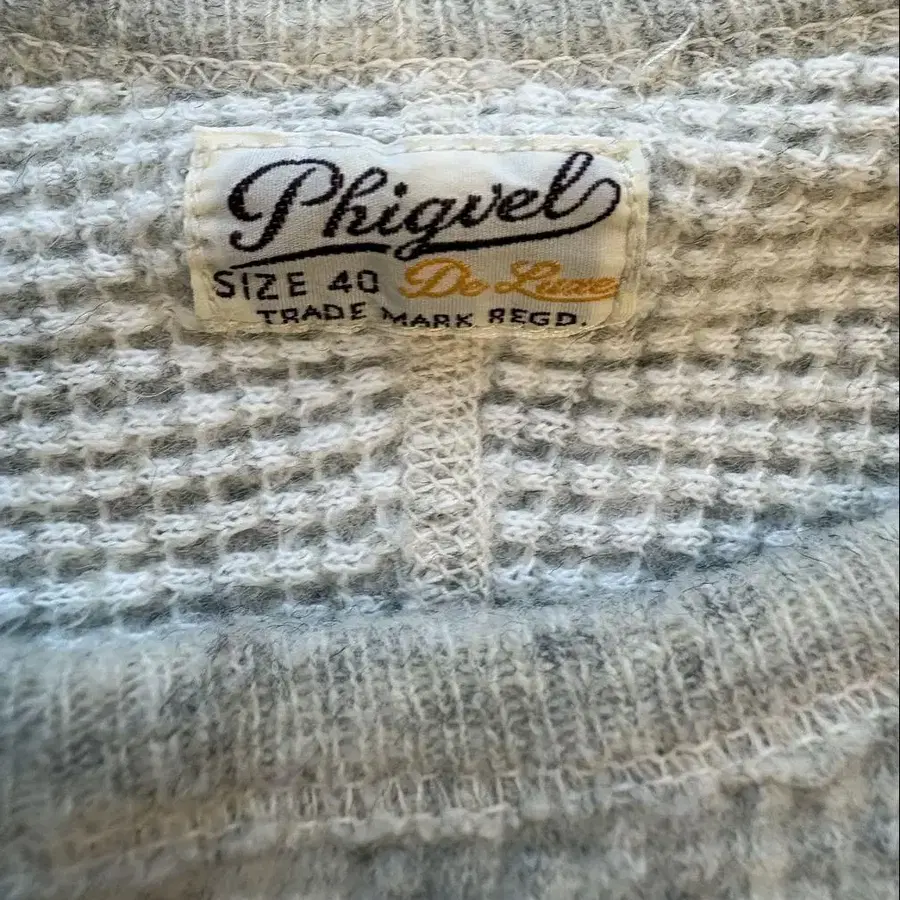 Phigvel
SIZE 40 De Luxe
TRADE MARK REGD.